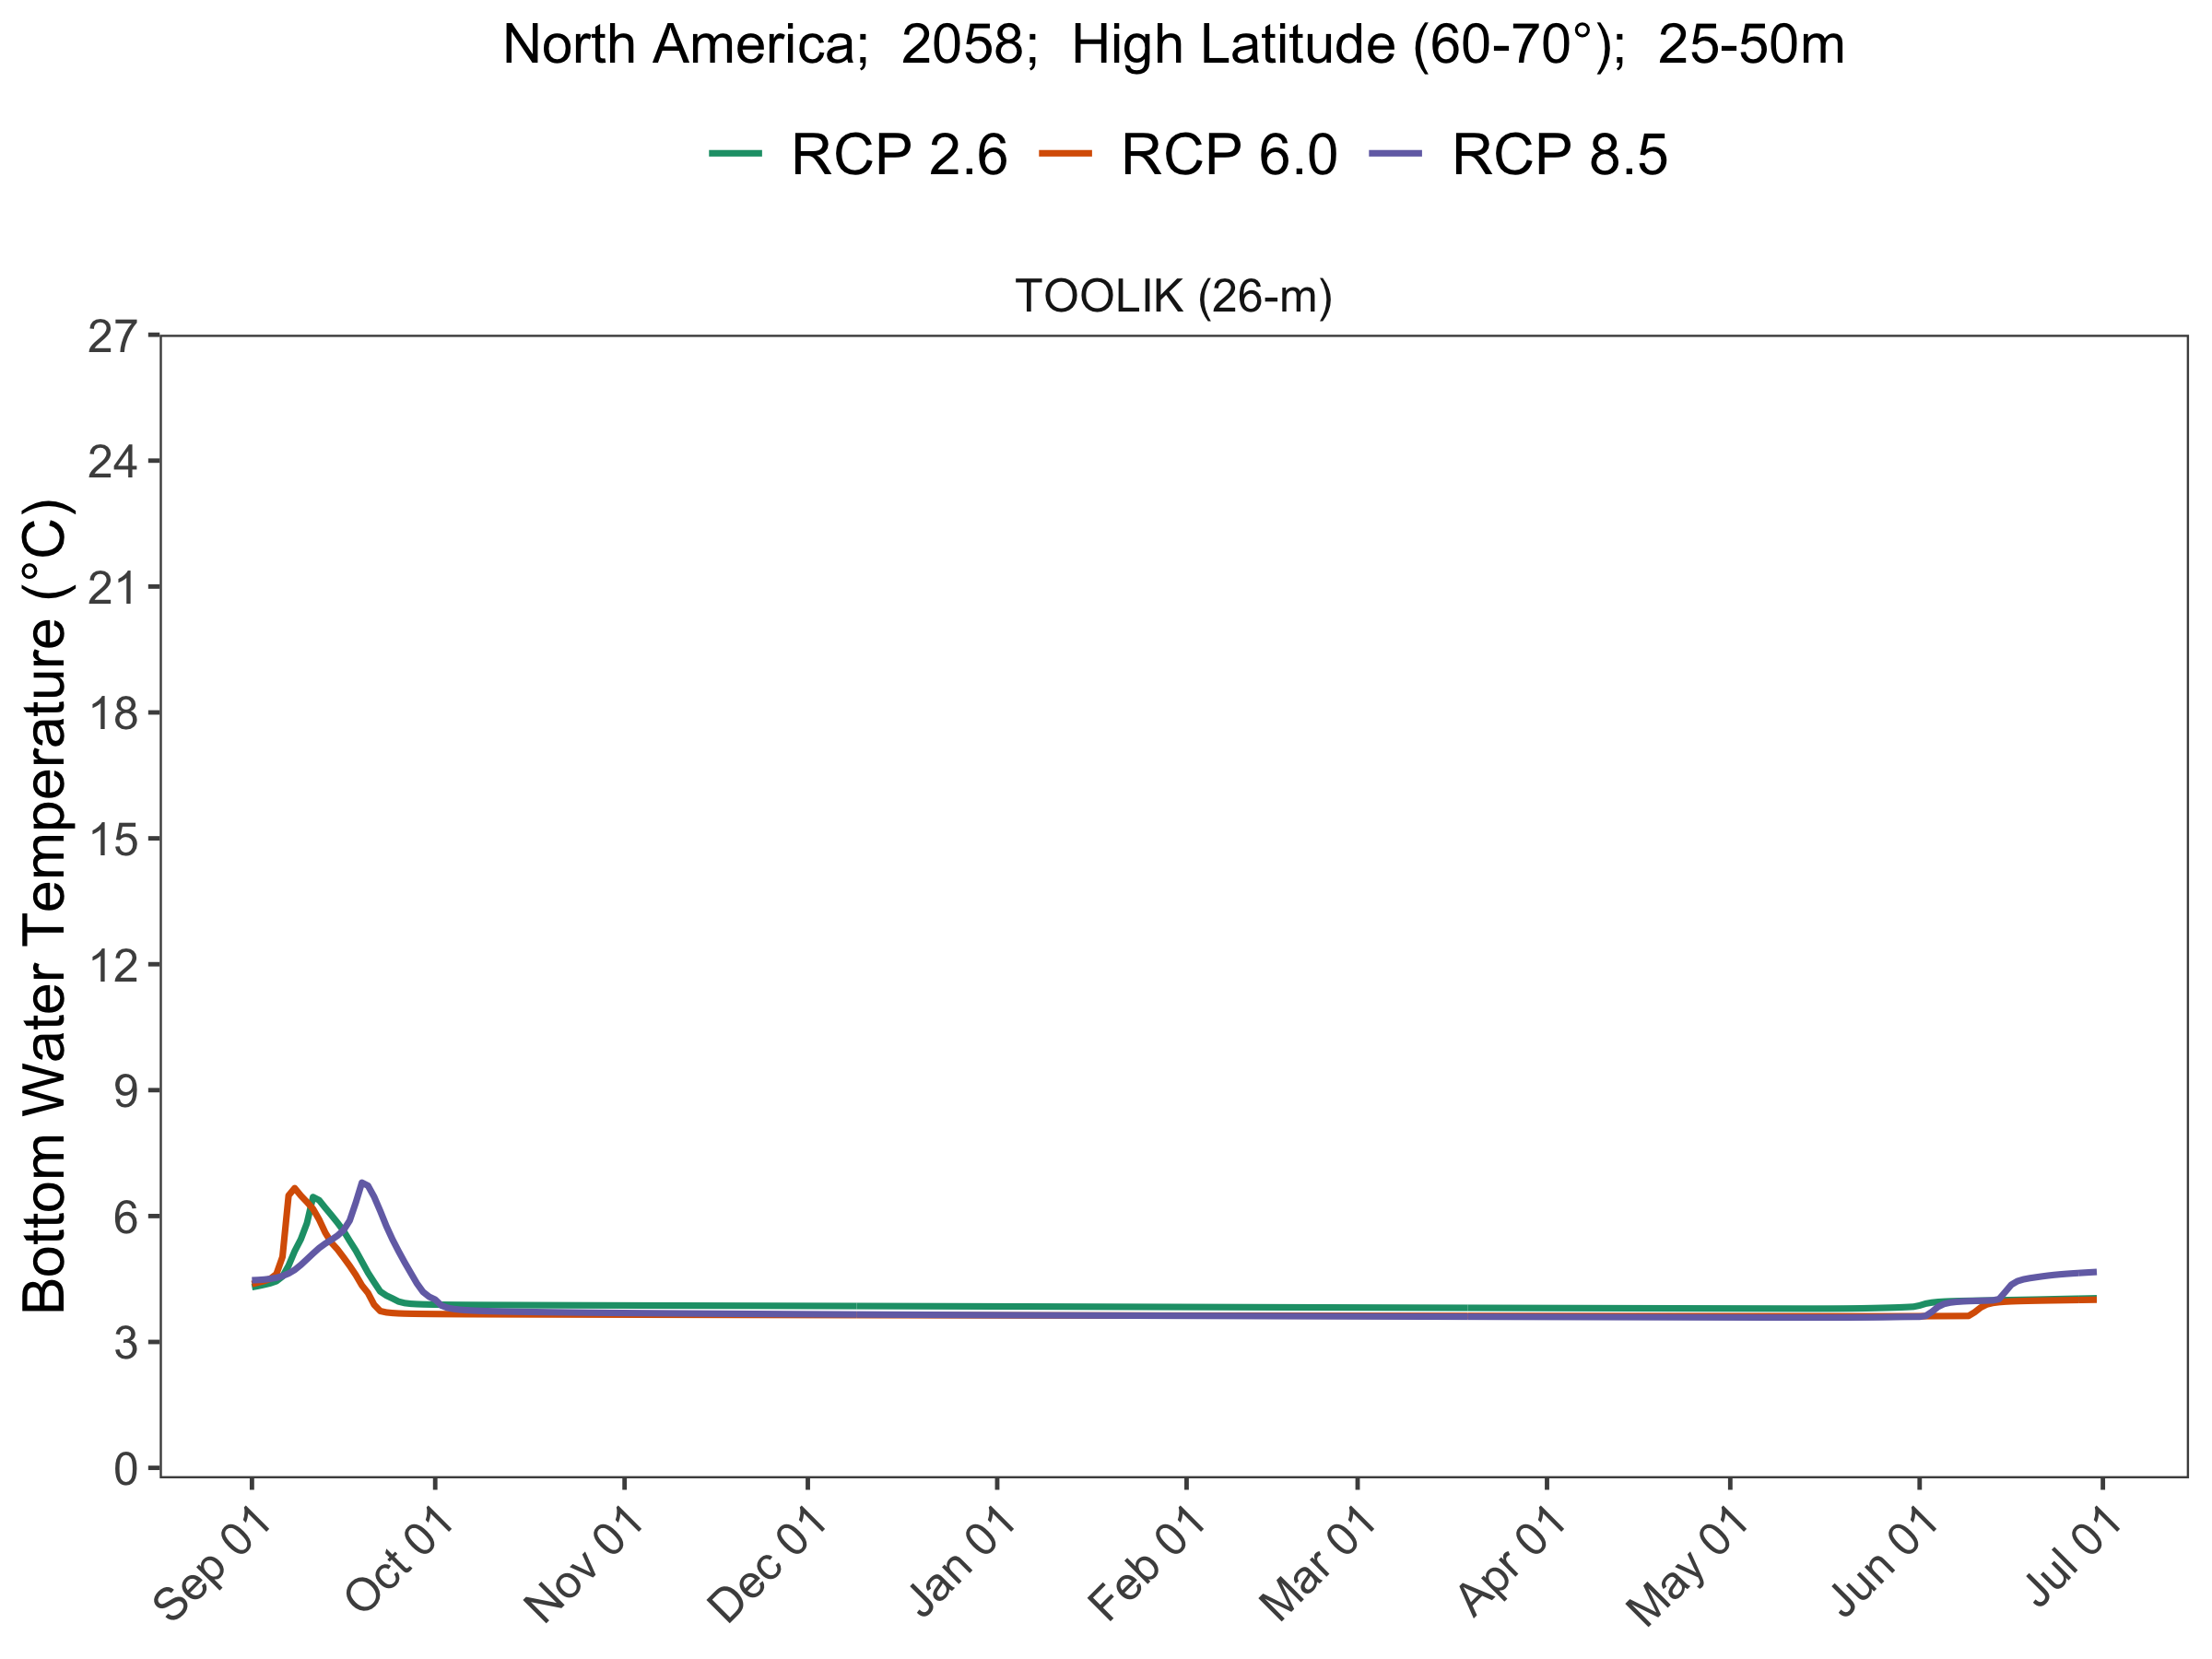 North America;  2058;  High Latitude (60-70°);  25-50m
RCP 2.6 RCP 6.0 RCP 8.5
TOOLIK (26-m)
Bottom Water Temperature (°C)
27
24
21
18
15
12
9
6
3
0
Sep 01 Oct 01 Nov 01 Dec 01 Jan 01 Feb 01 Mar 01 Apr 01 May 01 Jun 01 Jul 01